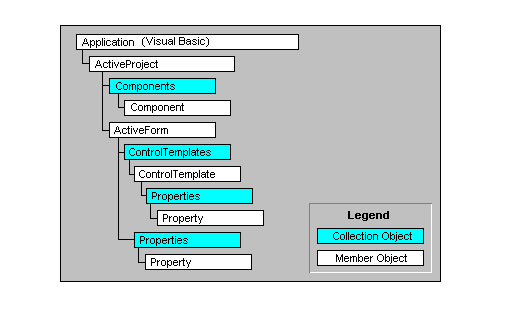 Application (Visual Basic)
ActiveProject
Components
Component
ActiveForm
ControlTemplates
ControlTemplate
Properties
Property
Properties
Property
Legend
Collection Object
Member Object